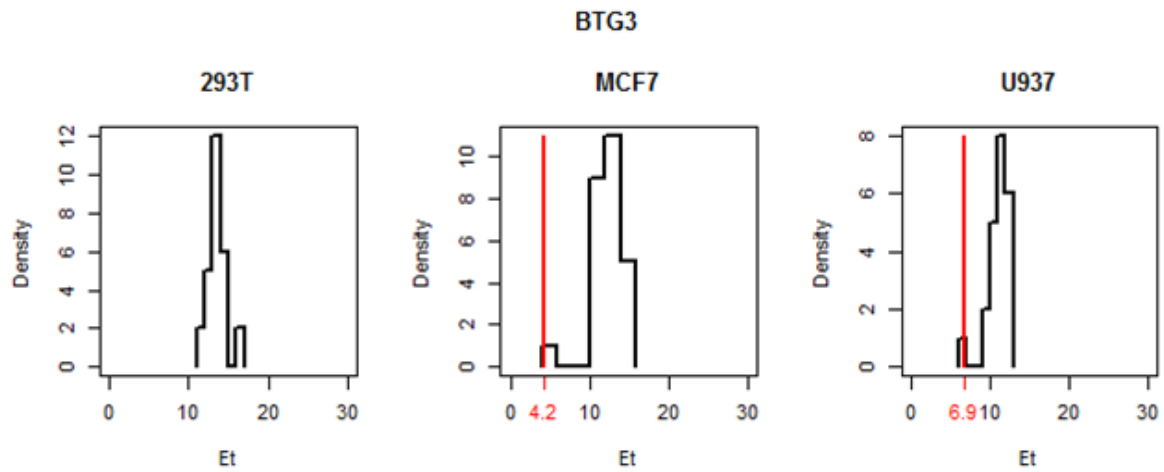 BTG3
293T
MCF7
U937
Density
0 2 4 6 8 10 12
0 10 20 30
Et
Density
0 2 4 6 8 10
0 4.2 10 20 30
Et
Density
0 2 4 6 8
0 6.9 10 20 30
Et